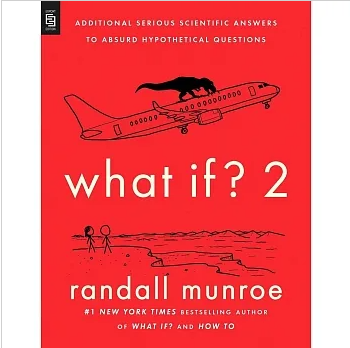 ADDITIONAL SERIOUS SCIENTIFIC ANSWERS
TO ABSURD HYPOTHETICAL QUESTIONS
what if? 2
randall munroe
#1 NEW YORK TIMES BESTSELLING AUTHOR
OF WHAT IF? AND HOW TO